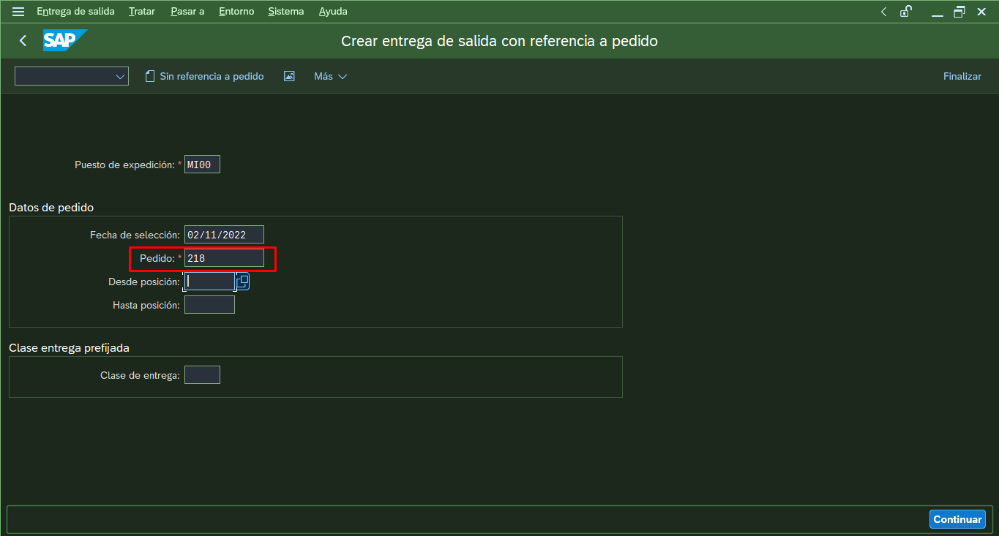 Entrega de salida Tratar Pasar a Entorno Sistema Ayuda
SAP Crear entrega de salida con referencia a pedido
Sin referencia a pedido Más Finalizar
Puesto de expedición: * MI00
Datos de pedido
Fecha de selección: 02/11/2022
Pedido: * 218
Desde posición:
Hasta posición:
Clase entrega prefijada
Clase de entrega:
Continuar